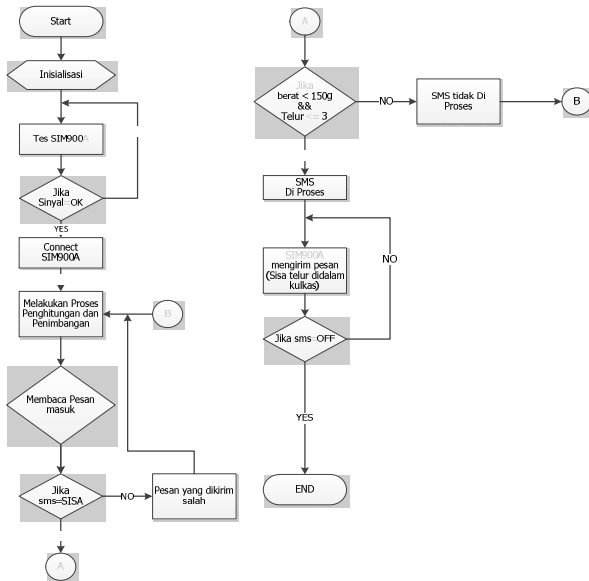 Start
Inisialisasi
Tes SIM900A
Jika
Sinyal=OK
YES
Connect
SIM900A
Melakukan Proses
Penghitungan dan
Penimbangan
B
Membaca Pesan
masuk
Jika
sms=SISA
NO
Pesan yang dikirim
salah
A
A
Jika
berat < 150g
&&
Telur <= 3
NO
SMS tidak Di
Proses
B
SMS
Di Proses
SIM900A
mengirim pesan
(Sisa telur didalam
kulkas)
NO
Jika sms=OFF
YES
END